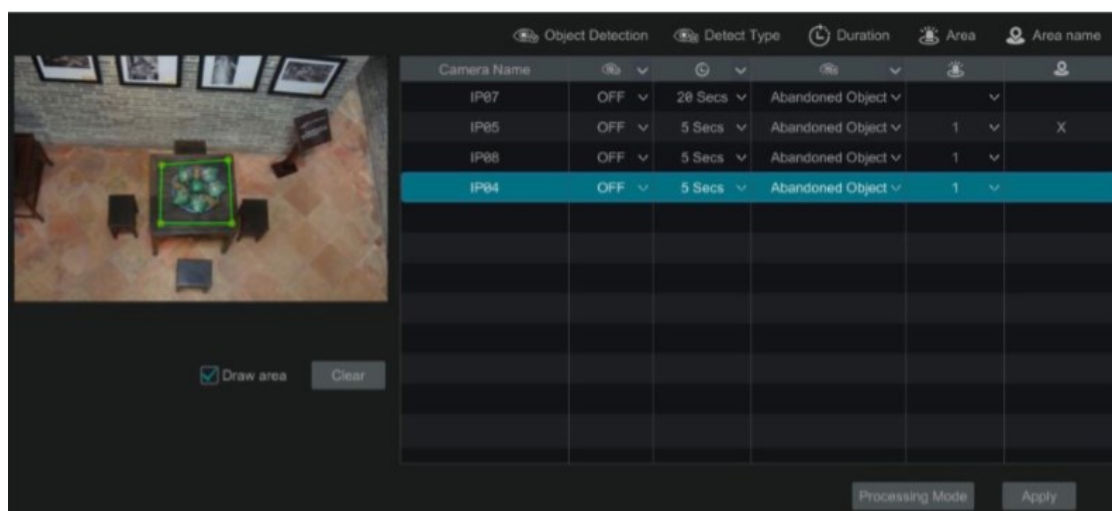 Object Detection Detect Type Duration Area Area name
Camera Name
IP07 OFF 20 Secs Abandoned Object
IP05 OFF 5 Secs Abandoned Object 1 X
IP08 OFF 5 Secs Abandoned Object 1
IP04 OFF 5 Secs Abandoned Object 1
Draw area Clear
Processing Mode Apply